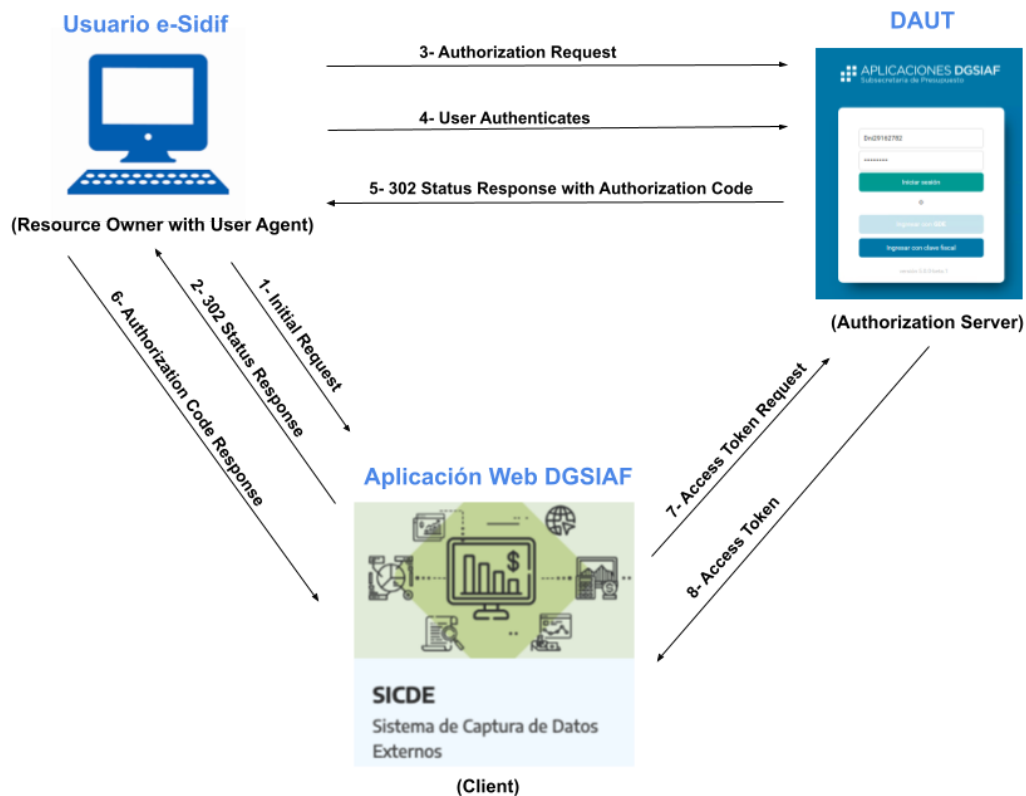 Usuario e-Sidif
DAUT
3- Authorization Request
APLICACIONES DGSIAF
Subsecretaría de Presupuesto
4- User Authenticates
Dni20162782
********
5- 302 Status Response with Authorization Code
Iniciar sesión
o
(Resource Owner with User Agent)
Ingresar con
Ingresar con clave fiscal
(Authorization Server)
1- Initial Request
2- 302 Status Response
6- Authorization Code Response
7- Access Token Request
8- Access Token
Aplicación Web DGSIAF
$
SICDE
Sistema de Captura de Datos
Externos
(Client)